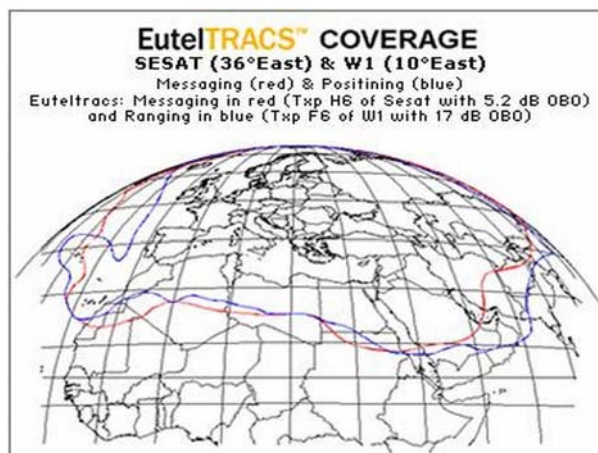 EutelTRACS™ COVERAGE
SESAT (36°East) & W1 (10°East)
Messaging (red) & Positining (blue)
Euteltracs: Messaging in red (Txp H6 of Sesat with 5.2 dB OBO)
and Ranging in blue (Txp F6 of W1 with 17 dB OBO)